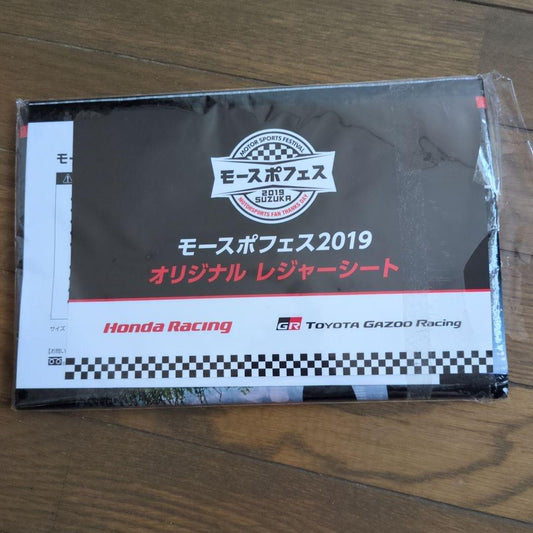 MOTOR SPORTS FESTIVAL
モースポフェス
2019
SUZUKA
MOTORSPORTS FAN THANKS DAY
モースポフェス2019
オリジナル レジャーシート
Honda Racing
GR TOYOTA GAZOO Racing
モー
サイズ